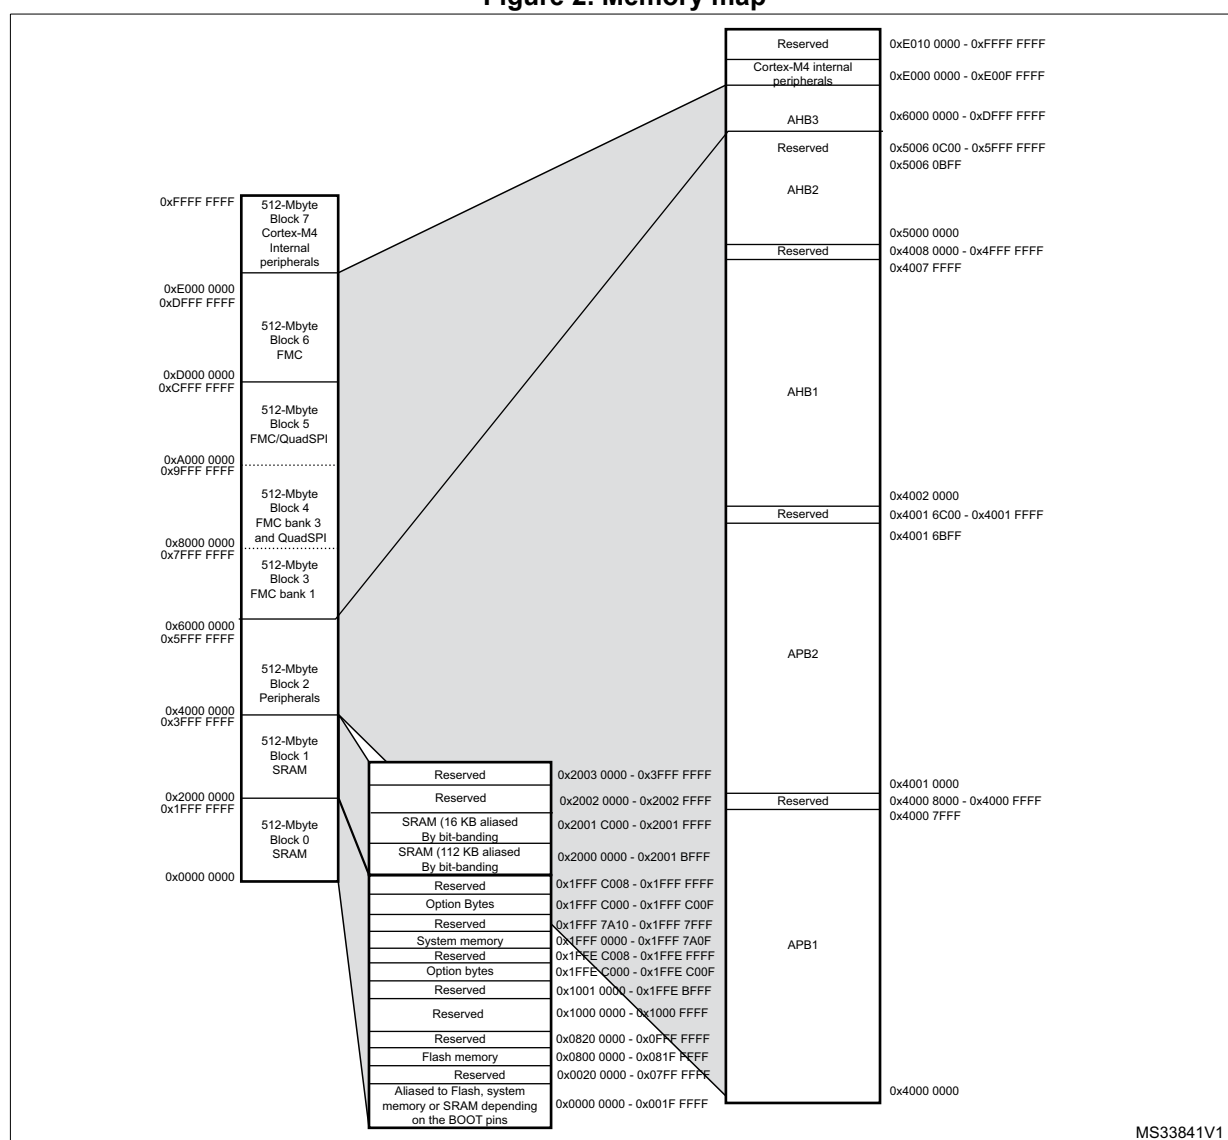 Figure 2. Memory map
0xFFFF FFFF
512-Mbyte
Block 7
Cortex-M4
Internal
peripherals
0xE000 0000
0xDFFF FFFF
512-Mbyte
Block 6
FMC
0xD000 0000
0xCFFF FFFF
512-Mbyte
Block 5
FMC/QuadSPI
0xA000 0000
0x9FFF FFFF
512-Mbyte
Block 4
FMC bank 3
and QuadSPI
0x8000 0000
0x7FFF FFFF
512-Mbyte
Block 3
FMC bank 1
0x6000 0000
0x5FFF FFFF
512-Mbyte
Block 2
Peripherals
0x4000 0000
0x3FFF FFFF
512-Mbyte
Block 1
SRAM
0x2000 0000
0x1FFF FFFF
512-Mbyte
Block 0
SRAM
0x0000 0000
Reserved 0x2003 0000 - 0x3FFF FFFF
Reserved 0x2002 0000 - 0x2002 FFFF
SRAM (16 KB aliased
By bit-banding
0x2001 C000 - 0x2001 FFFF
SRAM (112 KB aliased
By bit-banding
0x2000 0000 - 0x2001 BFFF
Reserved 0x1FFF C008 - 0x1FFF FFFF
Option Bytes 0x1FFF C000 - 0x1FFF C00F
Reserved 0x1FFF 7A10 - 0x1FFF 7FFF
System memory 0x1FFF 0000 - 0x1FFF 7A0F
Reserved 0x1FFE C008 - 0x1FFE FFFF
Option bytes 0x1FFE C000 - 0x1FFE C00F
Reserved 0x1001 0000 - 0x1FFE BFFF
Reserved 0x1000 0000 - 0x1000 FFFF
Reserved 0x0820 0000 - 0x0FFF FFFF
Flash memory 0x0800 0000 - 0x081F FFFF
Reserved 0x0020 0000 - 0x07FF FFFF
Aliased to Flash, system
memory or SRAM depending
on the BOOT pins
0x0000 0000 - 0x001F FFFF
Reserved 0xE010 0000 - 0xFFFF FFFF
Cortex-M4 internal
peripherals
0xE000 0000 - 0xE00F FFFF
AHB3 0x6000 0000 - 0xDFFF FFFF
Reserved 0x5006 0C00 - 0x5FFF FFFF
0x5006 0BFF
AHB2
0x5000 0000
Reserved 0x4008 0000 - 0x4FFF FFFF
0x4007 FFFF
AHB1
0x4002 0000
Reserved 0x4001 6C00 - 0x4001 FFFF
0x4001 6BFF
APB2
0x4001 0000
Reserved 0x4000 8000 - 0x4000 FFFF
0x4000 7FFF
APB1
0x4000 0000
MS33841V1